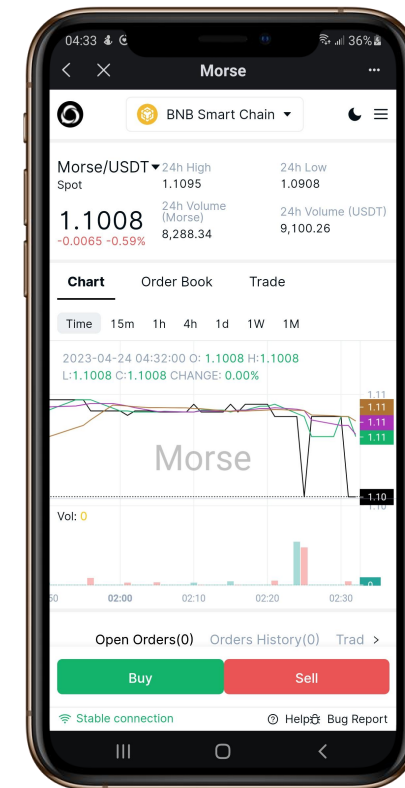 04:33 36%
Morse
BNB Smart Chain
Morse/USDT
Spot
24h High
1.1095
24h Low
1.0908
1.1008
-0.0065 -0.59%
24h Volume
(Morse)
8,288.34
24h Volume (USDT)
9,100.26
Chart Order Book Trade
Time 15m 1h 4h 1d 1W 1M
2023-04-24 04:32:00 O: 1.1008 H:1.1008
L:1.1008 C:1.1008 CHANGE: 0.00%
1.11
1.11
1.11
1.11
Morse
1.10
1.10
Vol: 0
0
50 02:00 02:10 02:20 02:30
Open Orders(0) Orders History(0) Trad >
Buy Sell
Stable connection Help Bug Report